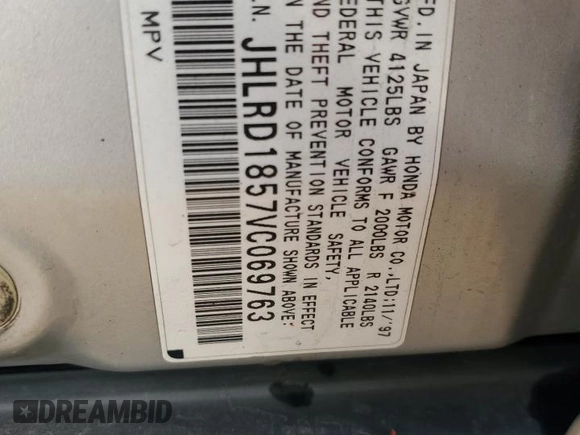 MFD. IN JAPAN BY HONDA MOTOR CO.,LTD:11/'97
GVWR 4125LBS GAWR F 2000LBS R 2140LBS
THIS VEHICLE CONFORMS TO ALL APPLICABLE
FEDERAL MOTOR VEHICLE SAFETY,
AND THEFT PREVENTION STANDARDS IN EFFECT
ON THE DATE OF MANUFACTURE SHOWN ABOVE:
V.I.N. JHLRD1857VC069763
MPV
DREAMBID